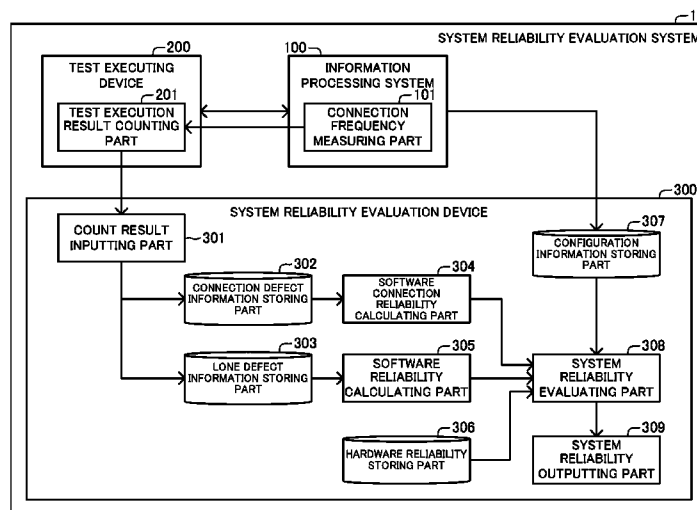 1
SYSTEM RELIABILITY EVALUATION SYSTEM
200
TEST EXECUTING
DEVICE
201
TEST EXECUTION
RESULT COUNTING
PART
100
INFORMATION
PROCESSING SYSTEM
101
CONNECTION
FREQUENCY
MEASURING PART
300
SYSTEM RELIABILITY EVALUATION DEVICE
COUNT RESULT
INPUTTING PART
301
307
CONFIGURATION
INFORMATION STORING
PART
302
CONNECTION DEFECT
INFORMATION STORING
PART
304
SOFTWARE
CONNECTION
RELIABILITY
CALCULATING PART
303
LONE DEFECT
INFORMATION STORING
PART
305
SOFTWARE
RELIABILITY
CALCULATING PART
308
SYSTEM
RELIABILITY
EVALUATING PART
306
HARDWARE RELIABILITY
STORING PART
309
SYSTEM
RELIABILITY
OUTPUTTING PART